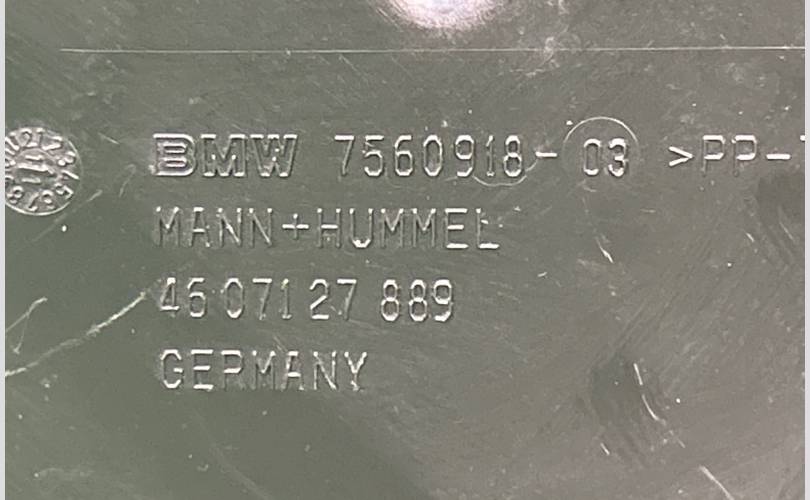 BMW 7560918-03 >PP-
MANN+HUMMEL
46 071 27 889
GERMANY